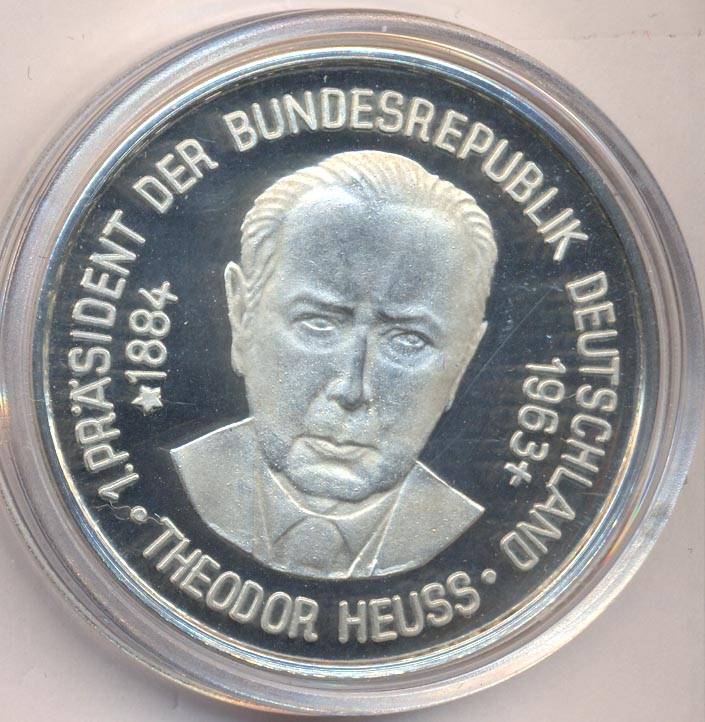 1. PRÄSIDENT DER BUNDESREPUBLIK DEUTSCHLAND
• THEODOR HEUSS •
★1884
1963+